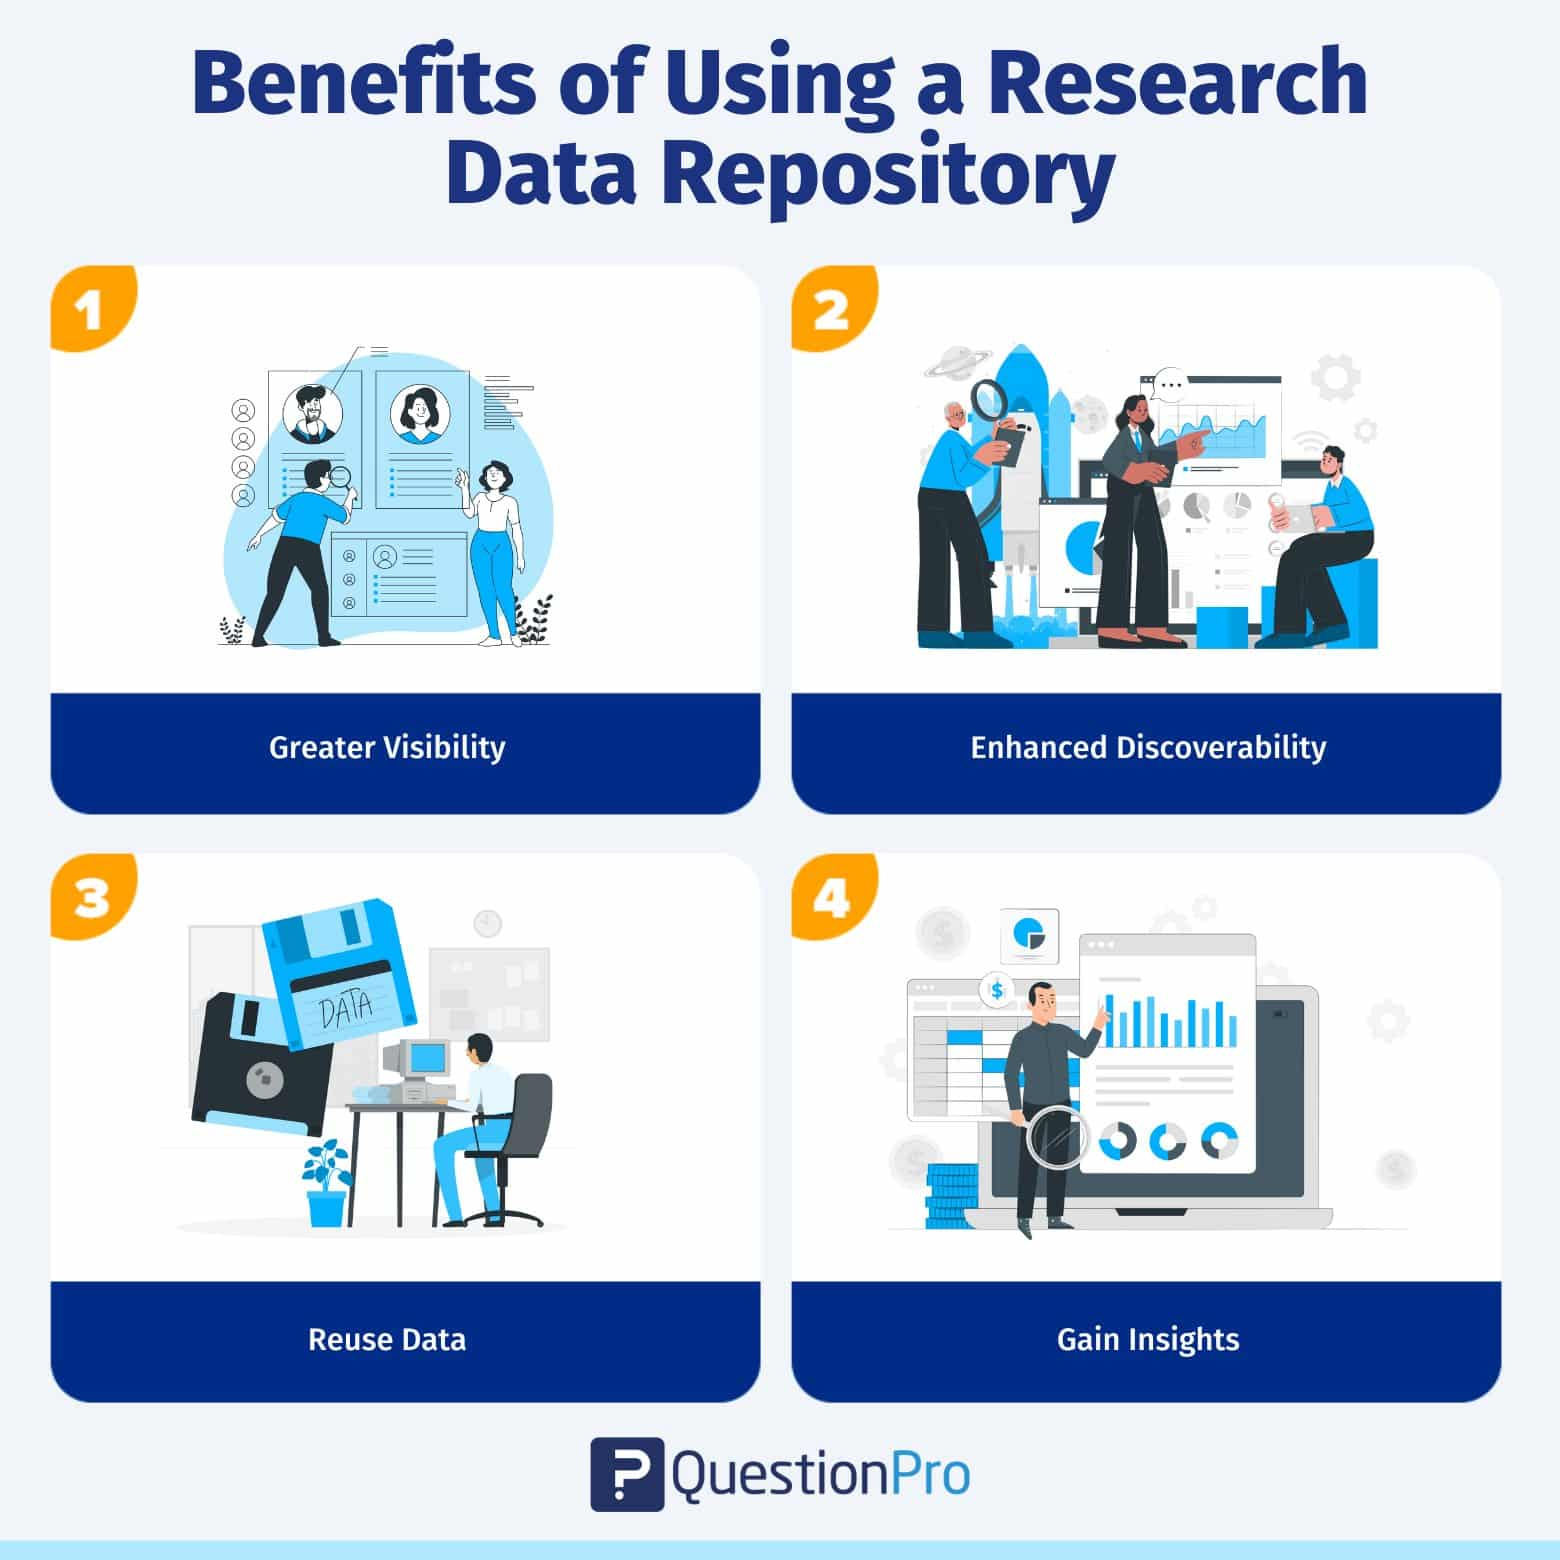 Benefits of Using a Research
Data Repository
1
2
Greater Visibility
Enhanced Discoverability
3
4
DATA
$
Reuse Data
Gain Insights
QuestionPro